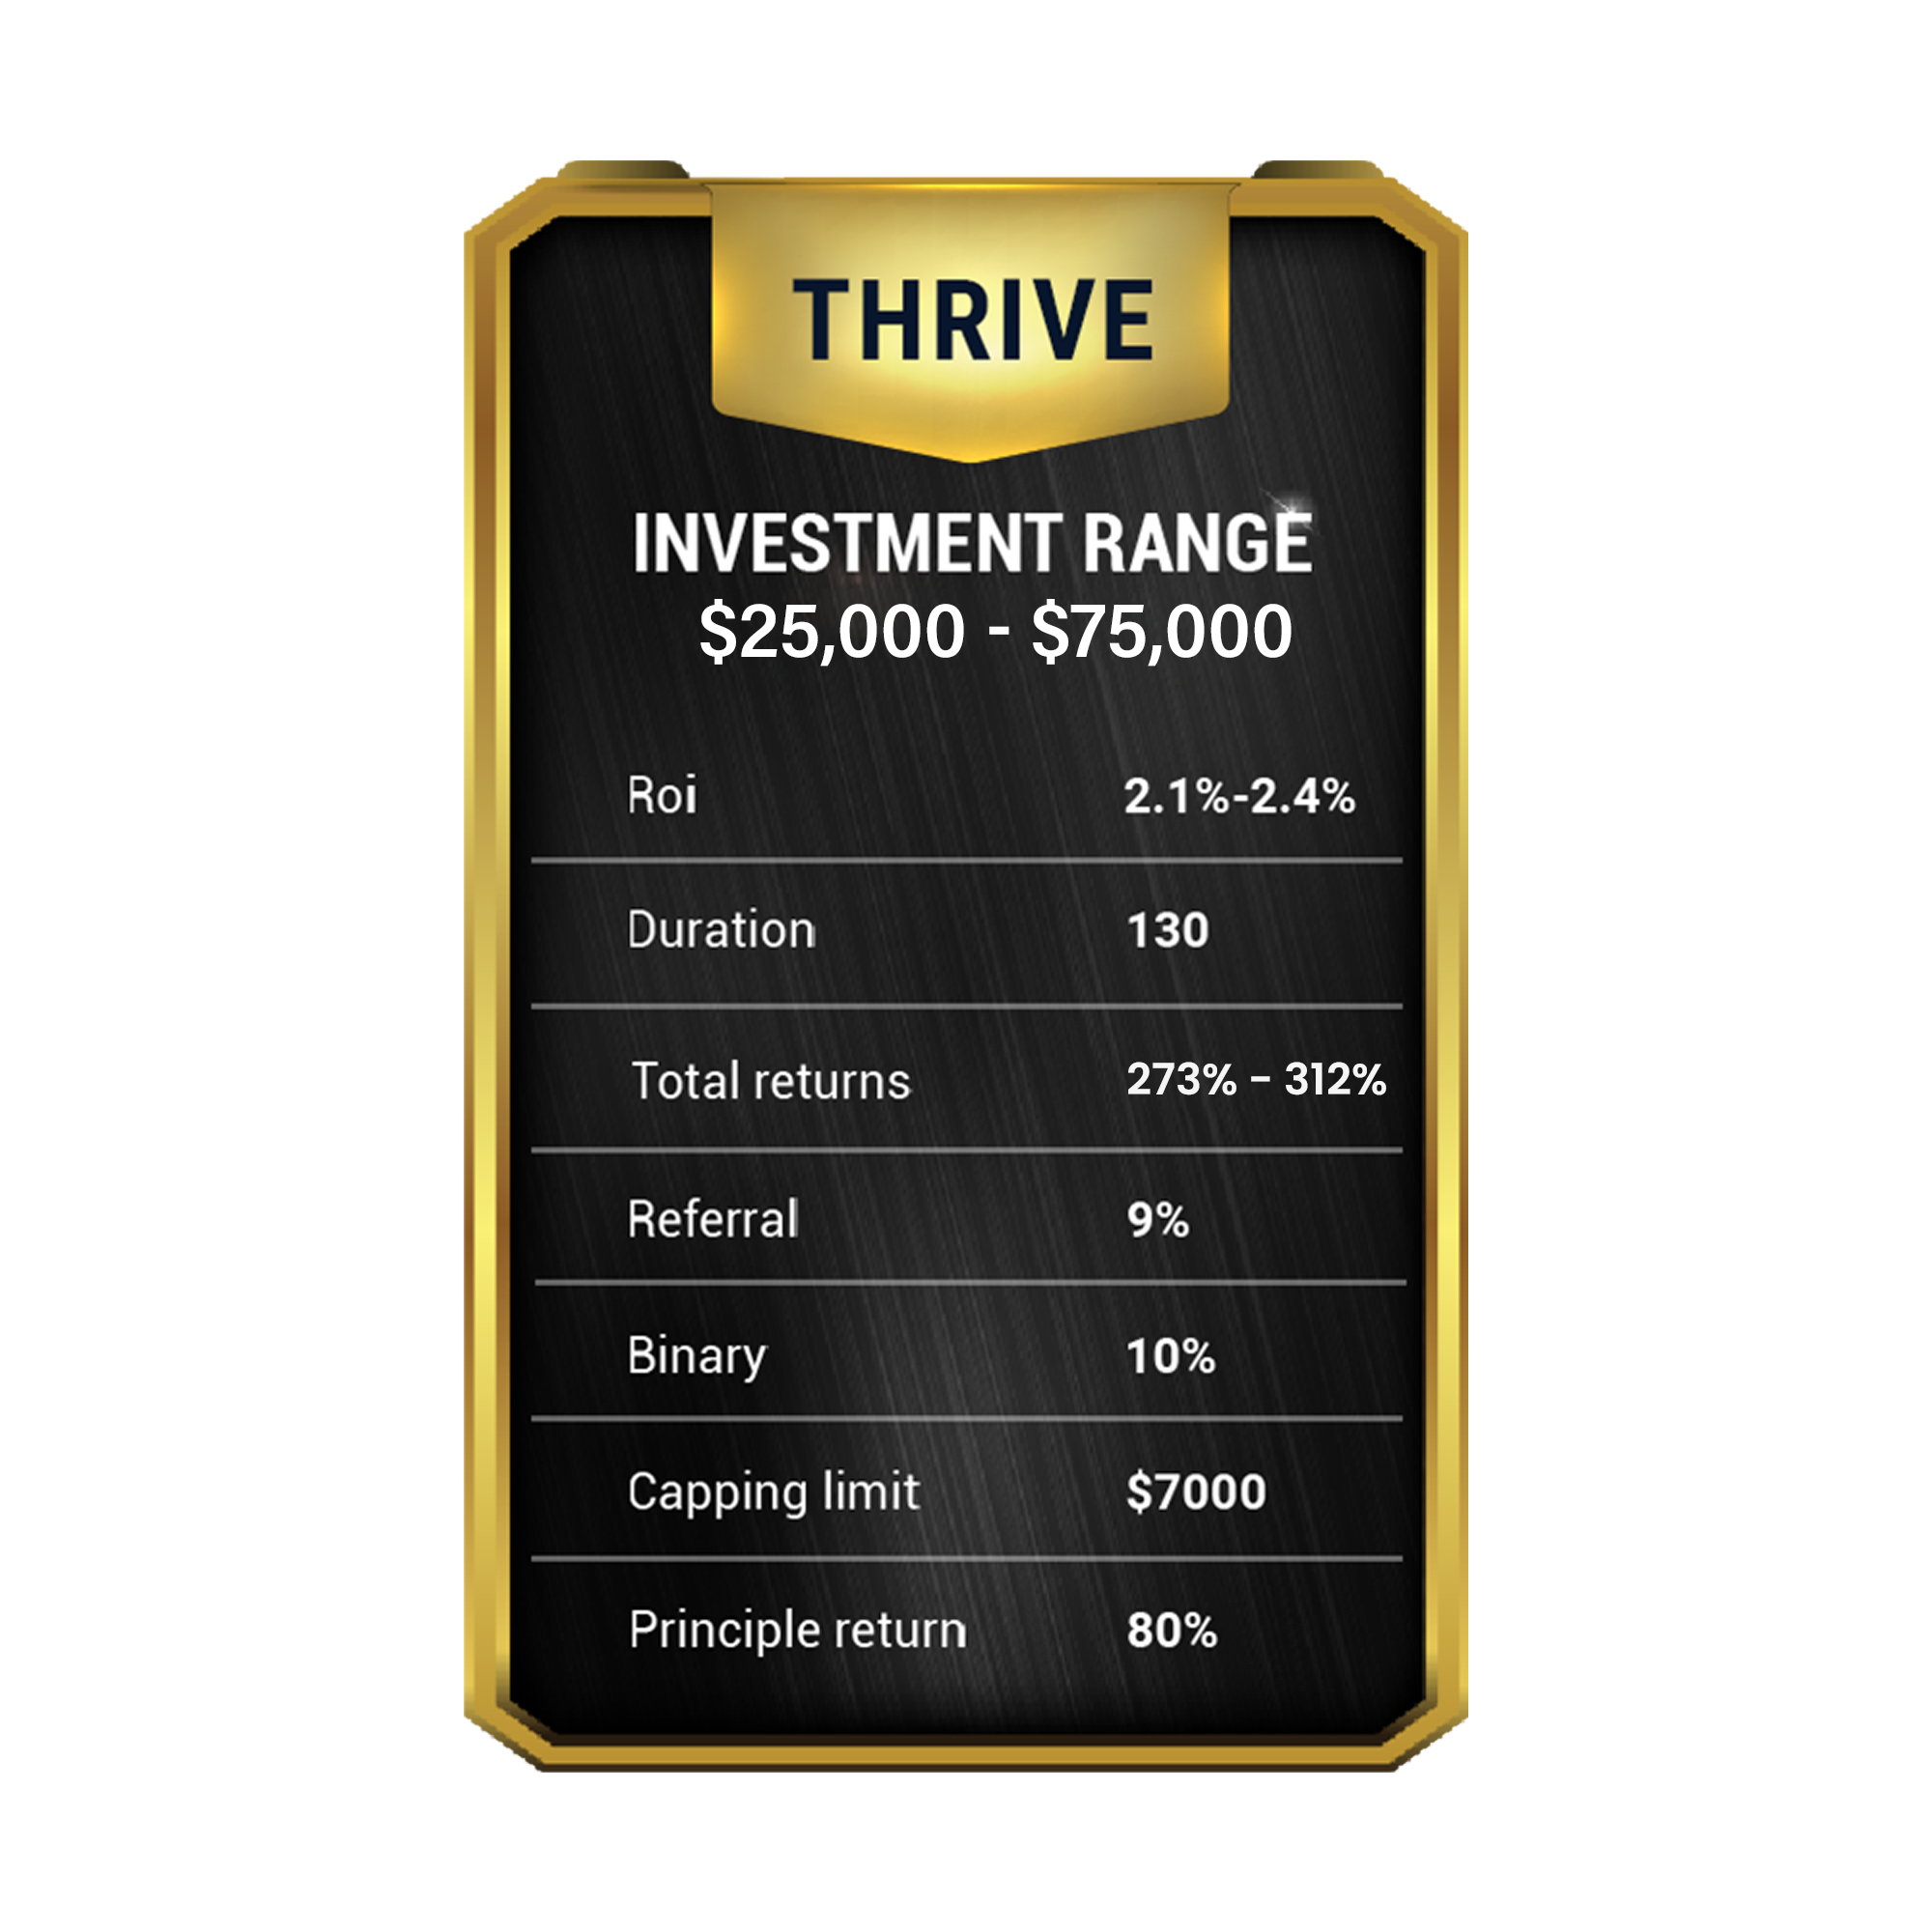 THRIVE
INVESTMENT RANGE
$25,000 - $75,000
Roi 2.1%-2.4%
Duration 130
Total returns 273% - 312%
Referral 9%
Binary 10%
Capping limit $7000
Principle return 80%